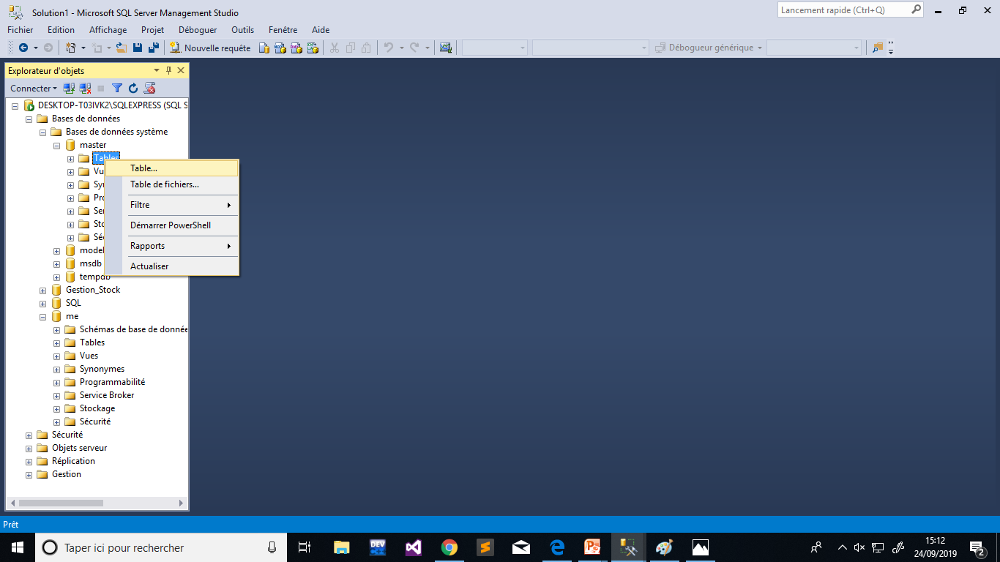 Solution1 - Microsoft SQL Server Management Studio
Lancement rapide (Ctrl+Q)
Fichier Edition Affichage Projet Déboguer Outils Fenêtre Aide
Nouvelle requête
Débogueur générique
Explorateur d'objets
Connecter
DESKTOP-T03IVK2\SQLEXPRESS (SQL S
Bases de données
Bases de données système
master
Tables
Vu
Sy
Pro
Ser
Sto
Séc
Table...
Table de fichiers...
Filtre
Démarrer PowerShell
Rapports
Actualiser
model
msdb
tempdb
Gestion_Stock
SQL
me
Schémas de base de donnée
Tables
Vues
Synonymes
Programmabilité
Service Broker
Stockage
Sécurité
Sécurité
Objets serveur
Réplication
Gestion
Prêt
Taper ici pour rechercher
DEV
15:12
24/09/2019
2